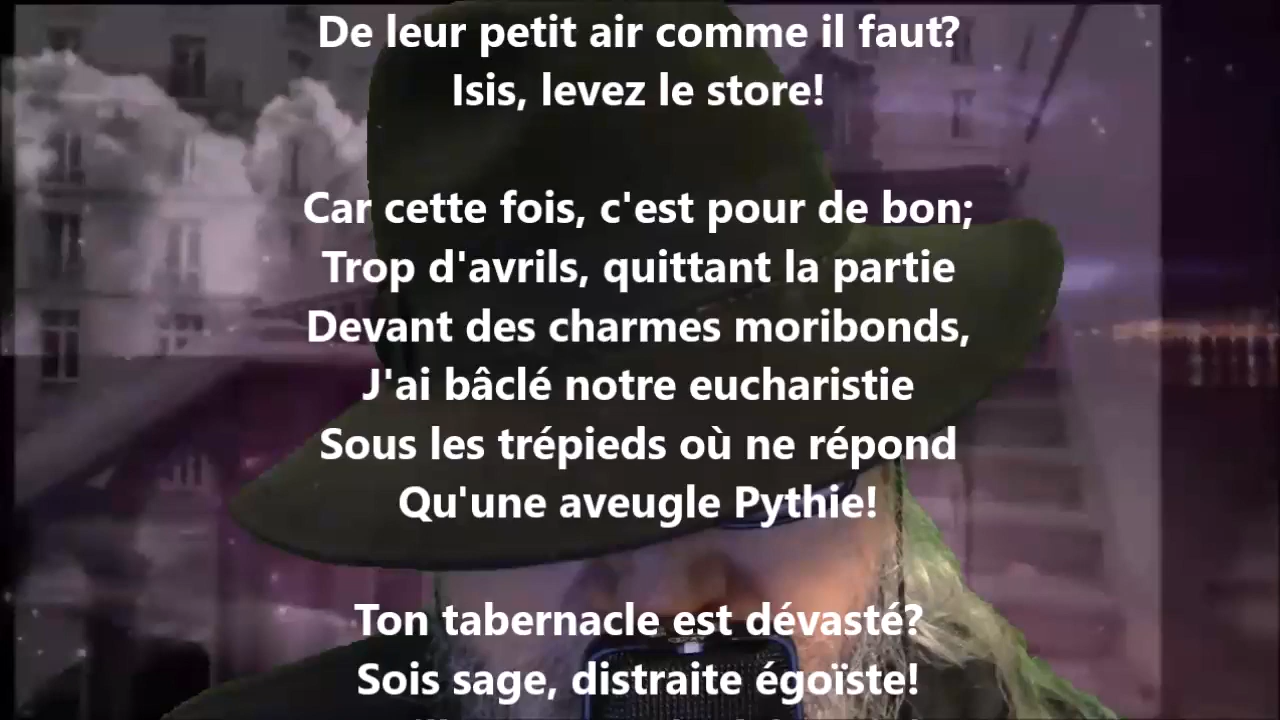 De leur petit air comme il faut?
Isis, levez le store!
Car cette fois, c'est pour de bon;
Trop d'avrils, quittant la partie
Devant des charmes moribonds,
J'ai bâclé notre eucharistie
Sous les trépieds où ne répond
Qu'une aveugle Pythie!
Ton tabernacle est dévasté?
Sois sage, distraite égoïste!